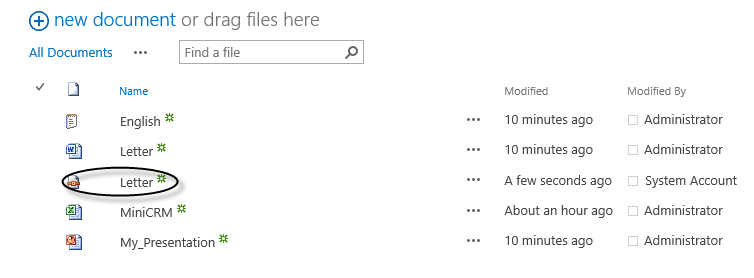 new document or drag files here
All Documents ••• Find a file
Name Modified Modified By
English ••• 10 minutes ago Administrator
Letter ••• 10 minutes ago Administrator
Letter ••• A few seconds ago System Account
MiniCRM ••• About an hour ago Administrator
My_Presentation ••• 10 minutes ago Administrator